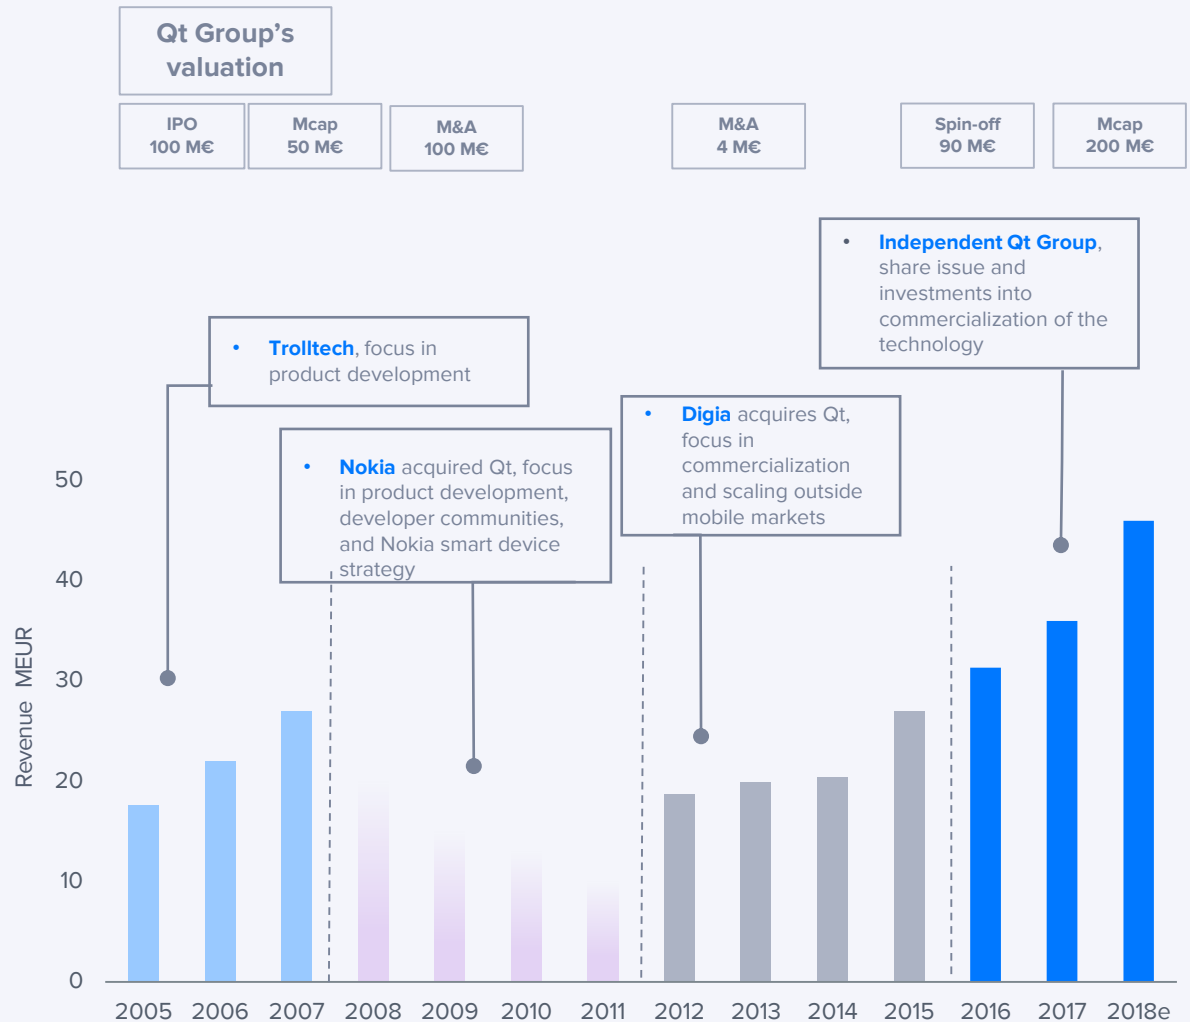 Qt Group’s
valuation
IPO
100 M€
Mcap
50 M€
M&A
100 M€
M&A
4 M€
Spin-off
90 M€
Mcap
200 M€
• Independent Qt Group,
share issue and
investments into
commercialization of the
technology
• Trolltech, focus in
product development
• Digia acquires Qt,
focus in
commercialization
and scaling outside
mobile markets
• Nokia acquired Qt, focus
in product development,
developer communities,
and Nokia smart device
strategy
Revenue MEUR
50
40
30
20
10
0
2005 2006 2007 2008 2009 2010 2011 2012 2013 2014 2015 2016 2017 2018e